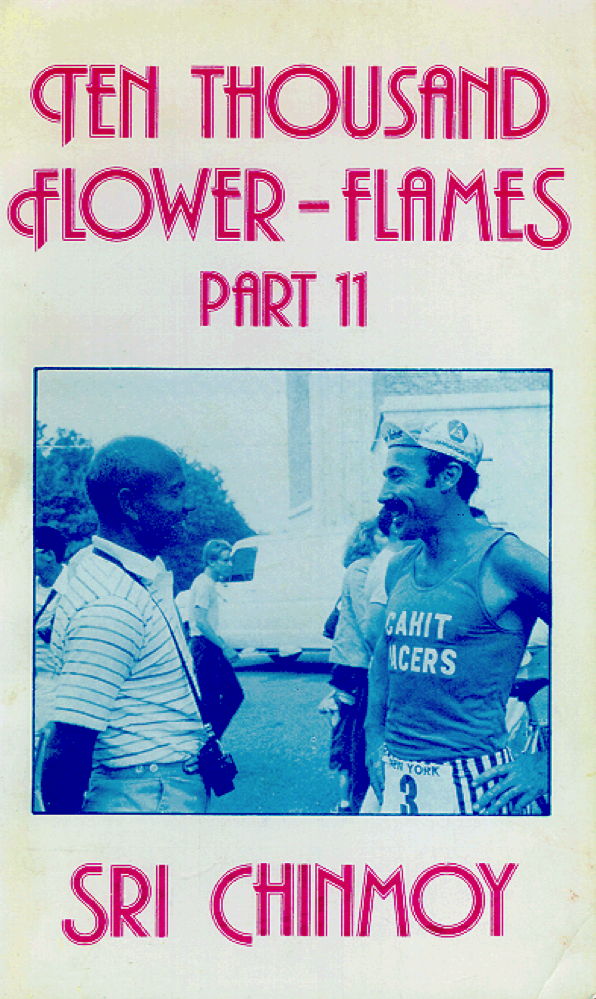 TEN THOUSAND
FLOWER-FLAMES
PART 11
CAHIT
ACERS
NEW YORK
3
SRI CHINMOY